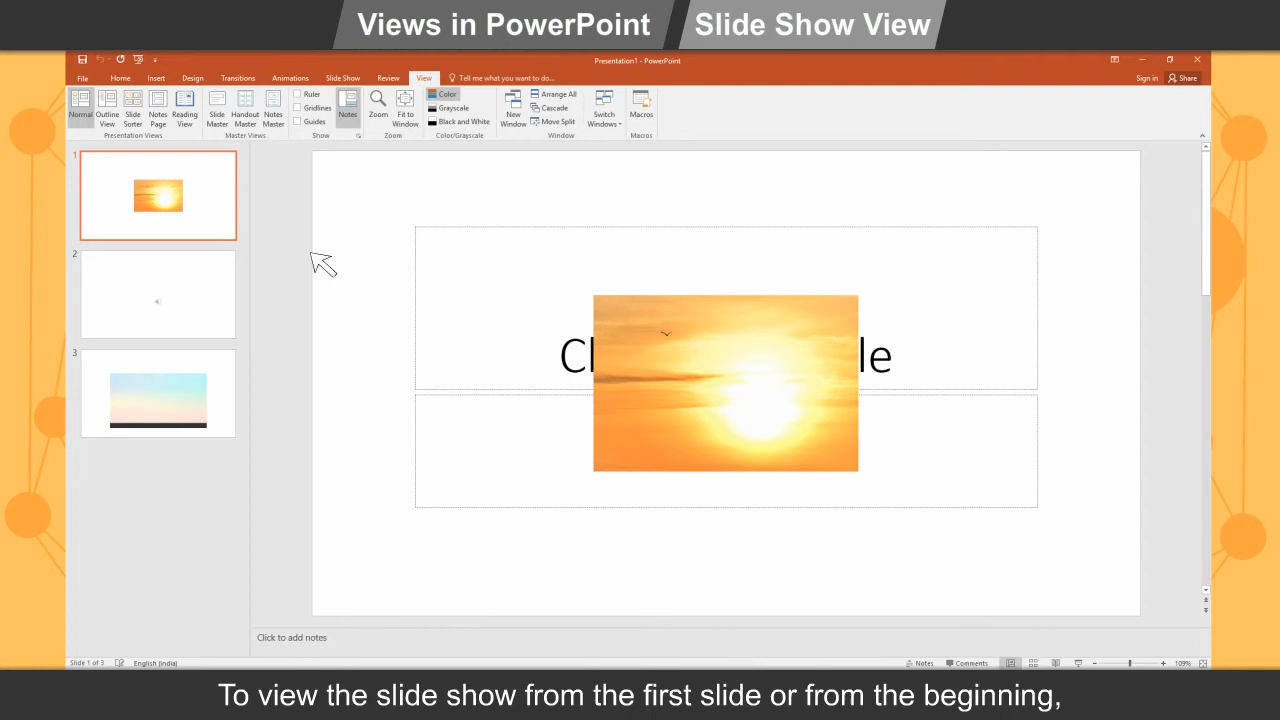 Views in PowerPoint
Slide Show View
Presentation1 - PowerPoint
File Home Insert Design Transitions Animations Slide Show Review View Tell me what you want to do...
Sign in Share
Normal
Outline View
Slide Sorter
Notes Page
Reading View
Presentation Views
Slide Master
Handout Master
Notes Master
Master Views
Ruler
Gridlines
Guides
Show
Notes
Zoom
Fit to Window
Zoom
Color
Grayscale
Black and White
Color/Grayscale
New Window
Arrange All
Cascade
Move Split
Window
Switch Windows
Macros
Macros
1
2
3
Cl le
Click to add notes
Slide 1 of 3 English (India)
Notes Comments 109%
To view the slide show from the first slide or from the beginning,